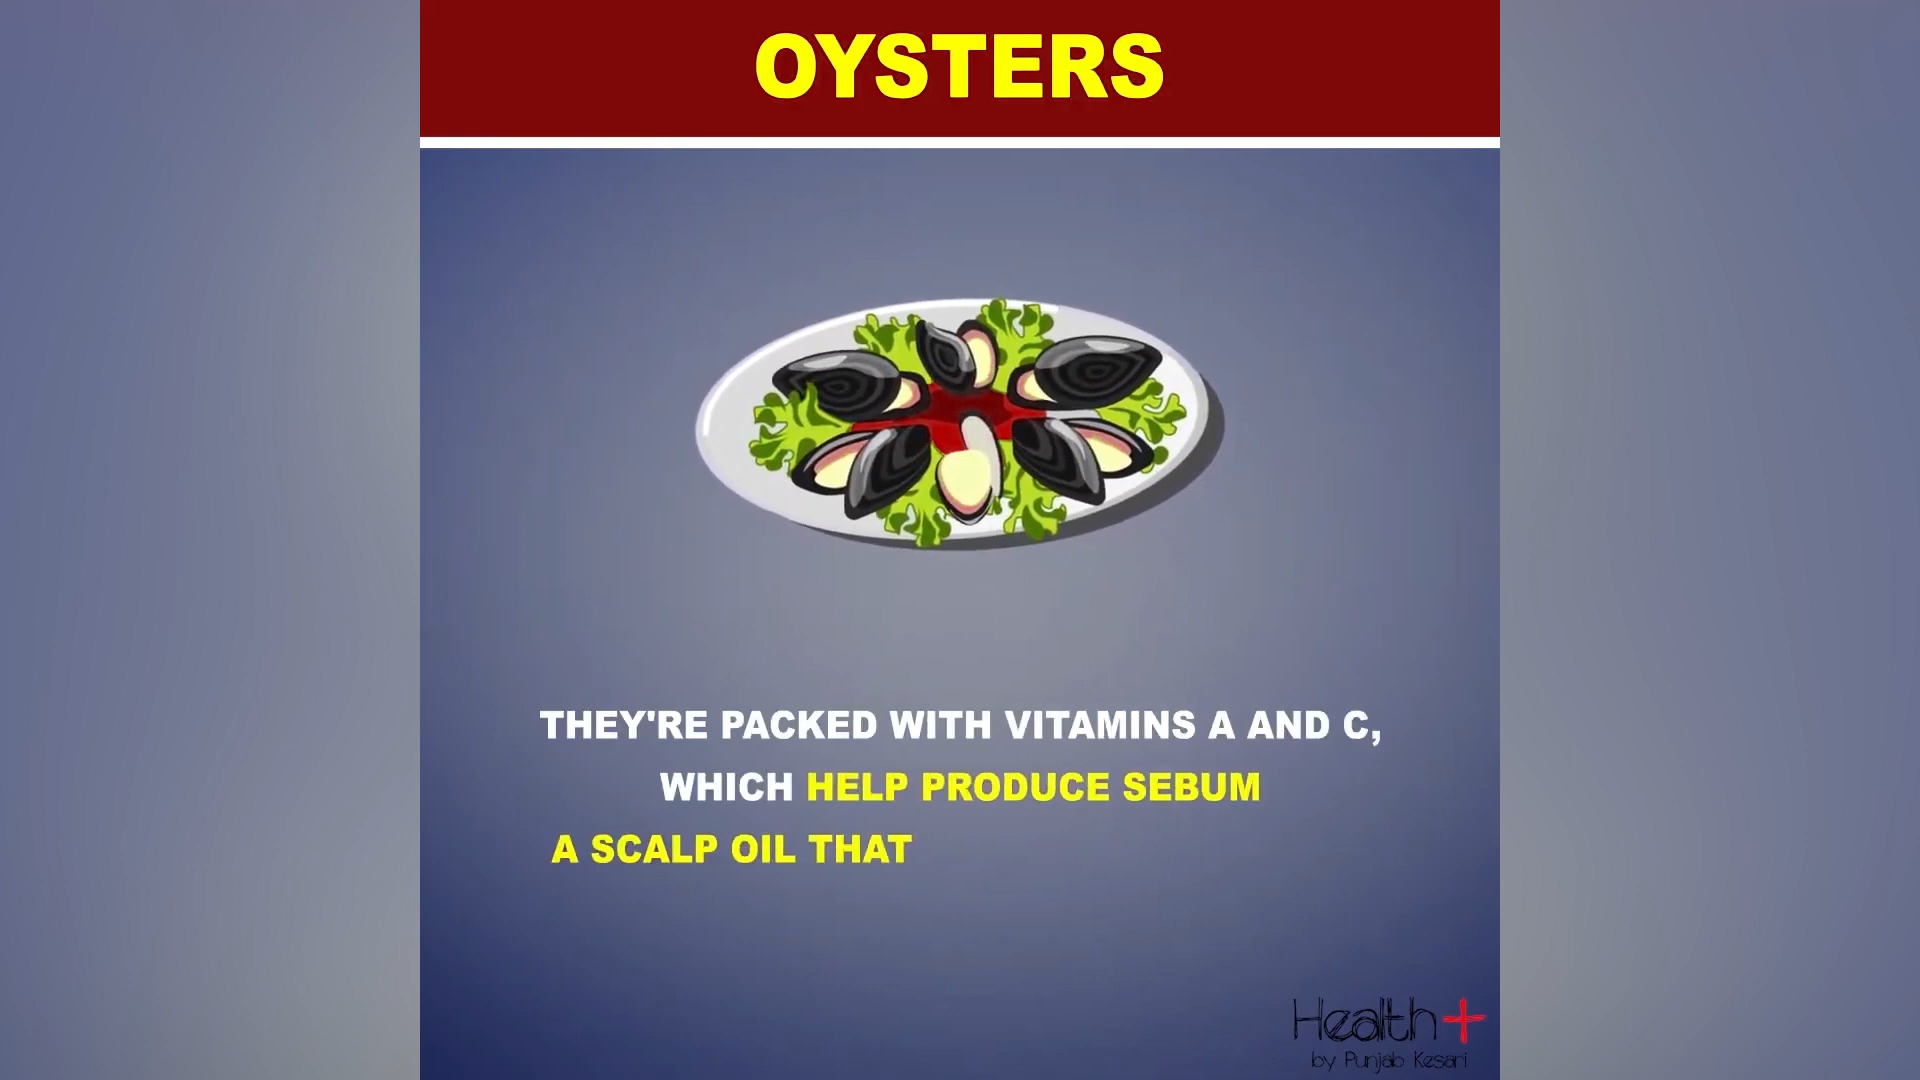 OYSTERS
THEY'RE PACKED WITH VITAMINS A AND C,
WHICH HELP PRODUCE SEBUM
A SCALP OIL THAT
Health+
by Punjab Kesari